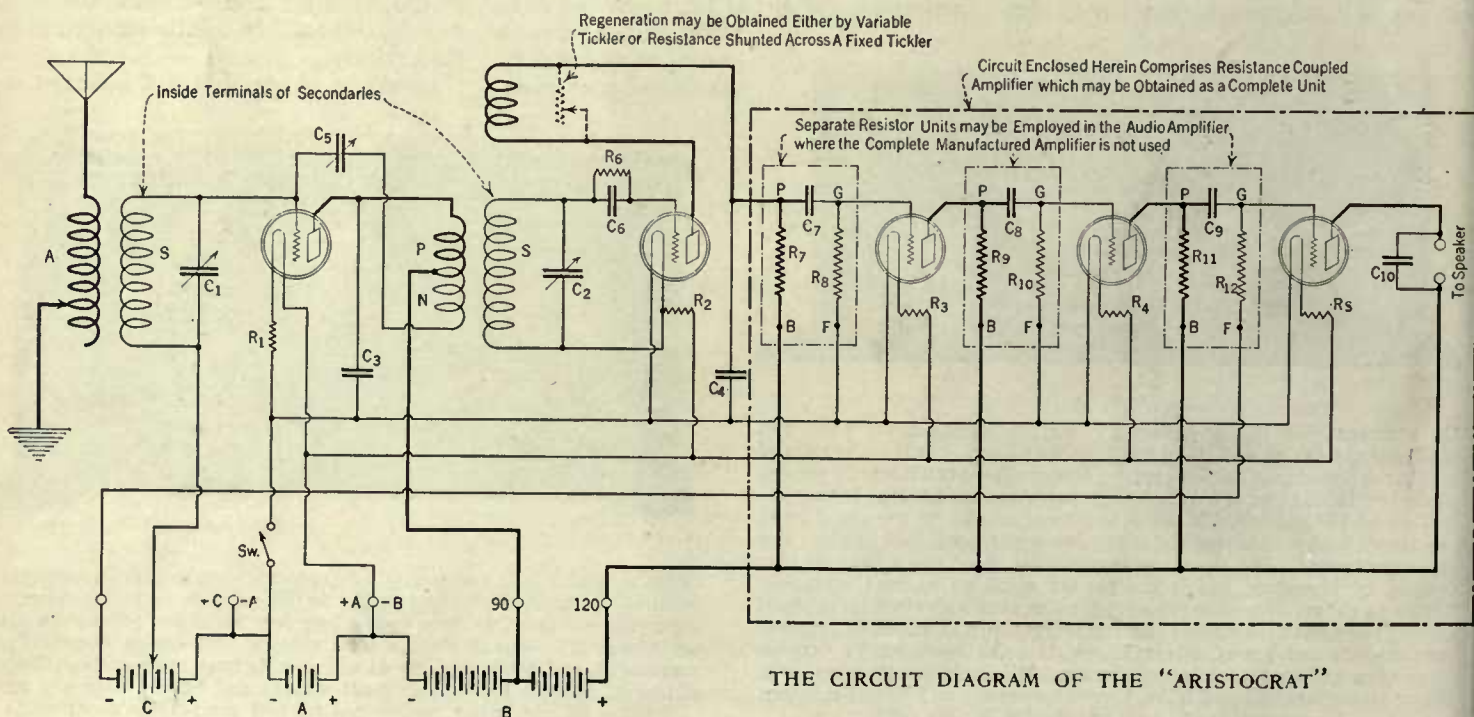 Regeneration may be Obtained Either by Variable
Tickler or Resistance Shunted Across A Fixed Tickler
Circuit Enclosed Herein Comprises Resistance Coupled
Amplifier which may be Obtained as a Complete Unit
Inside Terminals of Secondaries
Separate Resistor Units may be Employed in the Audio Amplifier
where the Complete Manufactured Amplifier is not used
C5
R6
C6
P G P G P G
A S C1
P N
S C2
C7 C8 C9
R7 R8 R9 R10 R11 R12
C10
To Speaker
R1 C3 R2 C4
R3 R4 RS
B F B F B F
Sw.
+C -A +A -B 90 120
- C + - A + - B +
THE CIRCUIT DIAGRAM OF THE "ARISTOCRAT"